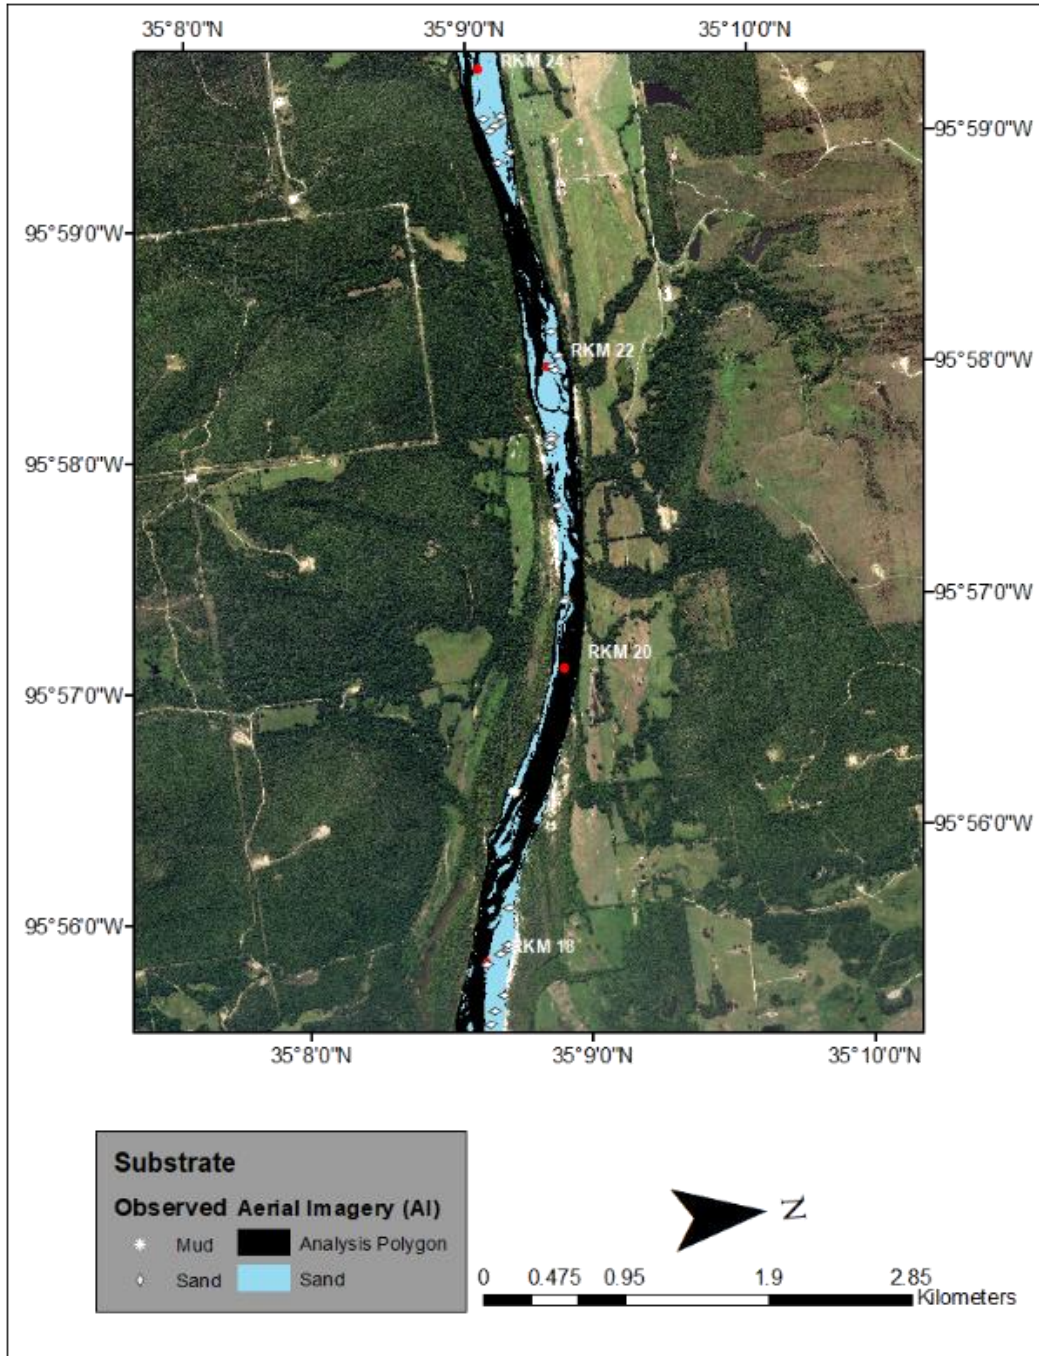 35°8'0"N 35°9'0"N 35°10'0"N
RKM 24
95°59'0"W
95°59'0"W
RKM 22
95°58'0"W
95°58'0"W
95°57'0"W
RKM 20
95°57'0"W
95°56'0"W
95°56'0"W
RKM 18
35°8'0"N 35°9'0"N 35°10'0"N
Substrate
Observed Aerial Imagery (AI)
Mud Analysis Polygon
Sand Sand
N
0 0.475 0.95 1.9 2.85
Kilometers